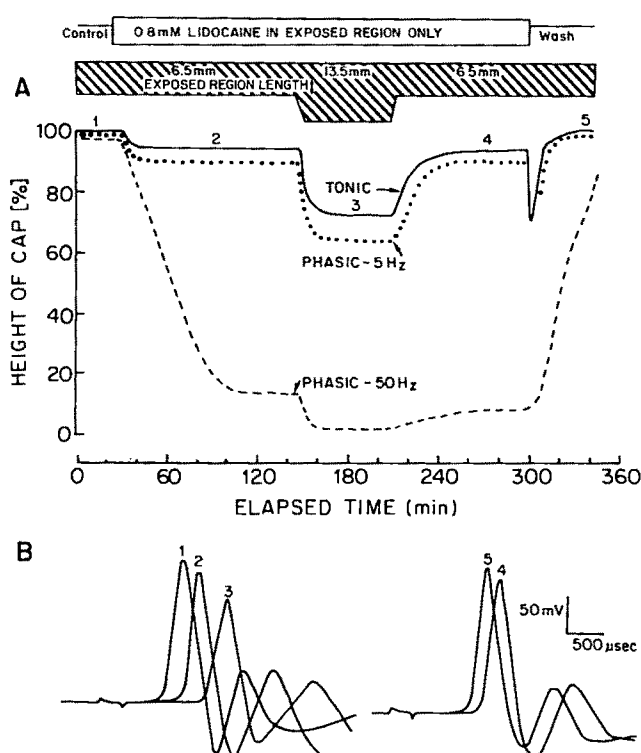 Control
0.8mM LIDOCAINE IN EXPOSED REGION ONLY
Wash
A
6.5mm
13.5mm
6.5mm
EXPOSED REGION LENGTH
1
2
3
4
5
TONIC
PHASIC-5Hz
PHASIC-50Hz
HEIGHT OF CAP [%]
100
80
60
40
20
0
0
60
120
180
240
300
360
ELAPSED TIME (min)
B
1
2
3
5
4
50mV
500 µsec